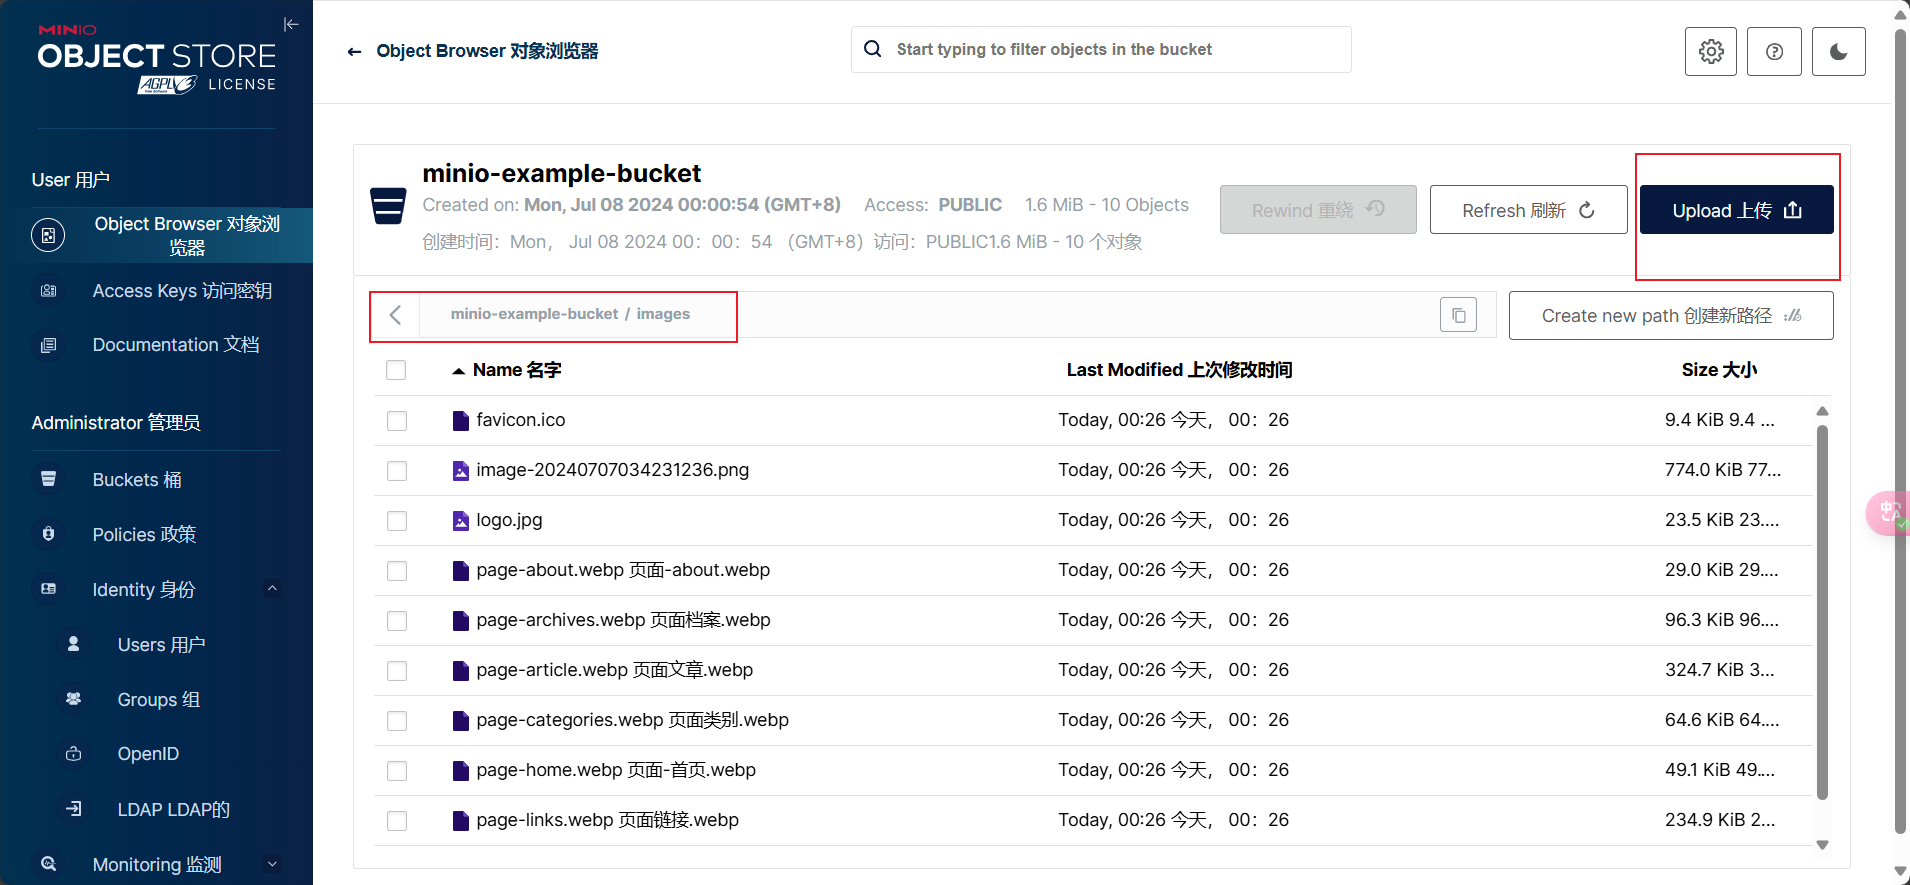 MINIO
OBJECT STORE
AGPLv3 LICENSE
User 用户
Object Browser 对象浏
览器
Access Keys 访问密钥
Documentation 文档
Administrator 管理员
Buckets 桶
Policies 政策
Identity 身份
Users 用户
Groups 组
OpenID
LDAP LDAP的
Monitoring 监测
Object Browser 对象浏览器
Start typing to filter objects in the bucket
minio-example-bucket
Created on: Mon, Jul 08 2024 00:00:54 (GMT+8) Access: PUBLIC 1.6 MiB - 10 Objects
创建时间：Mon， Jul 08 2024 00：00：54 （GMT+8）访问：PUBLIC1.6 MiB - 10 个对象
Rewind 重绕
Refresh 刷新
Upload 上传
minio-example-bucket / images
Create new path 创建新路径
Name 名字 Last Modified 上次修改时间 Size 大小
favicon.ico Today, 00:26 今天， 00：26 9.4 KiB 9.4 ...
image-20240707034231236.png Today, 00:26 今天， 00：26 774.0 KiB 77...
logo.jpg Today, 00:26 今天， 00：26 23.5 KiB 23....
page-about.webp 页面-about.webp Today, 00:26 今天， 00：26 29.0 KiB 29....
page-archives.webp 页面档案.webp Today, 00:26 今天， 00：26 96.3 KiB 96....
page-article.webp 页面文章.webp Today, 00:26 今天， 00：26 324.7 KiB 3...
page-categories.webp 页面类别.webp Today, 00:26 今天， 00：26 64.6 KiB 64....
page-home.webp 页面-首页.webp Today, 00:26 今天， 00：26 49.1 KiB 49....
page-links.webp 页面链接.webp Today, 00:26 今天， 00：26 234.9 KiB 2...